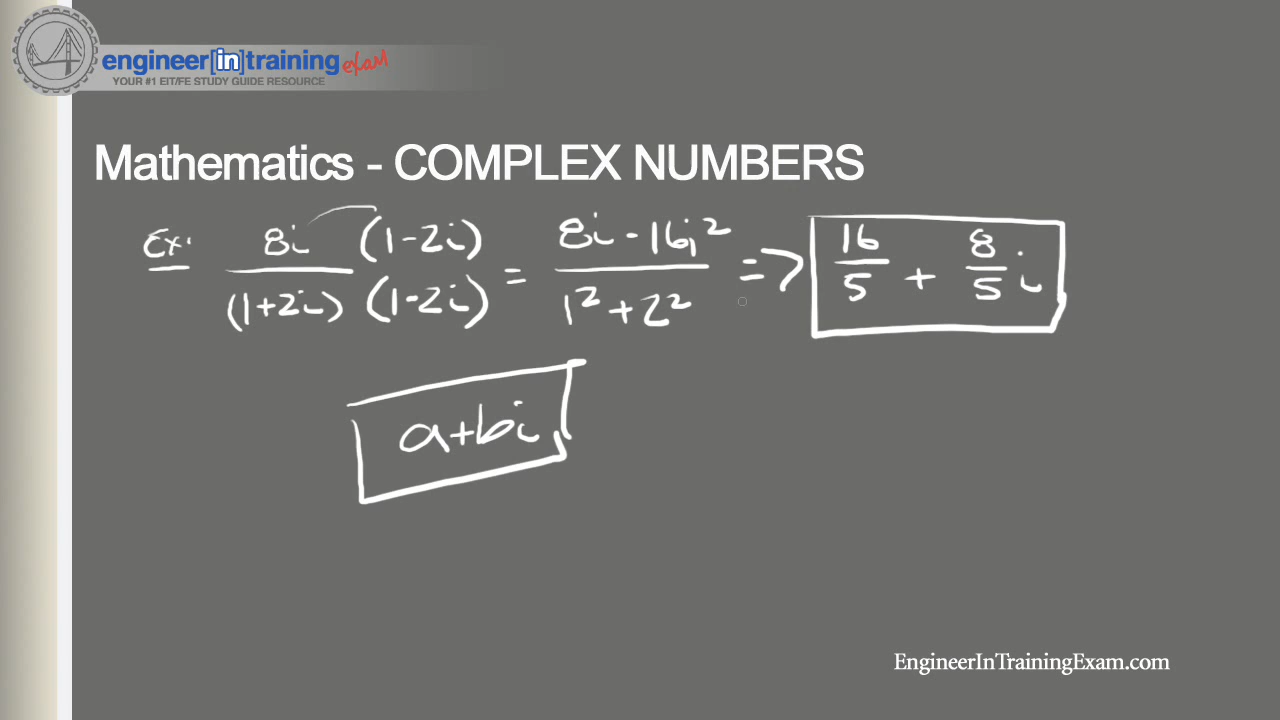 engineer[in]training exam
YOUR #1 EIT/FE STUDY GUIDE RESOURCE
Mathematics - COMPLEX NUMBERS
Ex: 8i (1-2i) / (1+2i) (1-2i) = 8i - 16i² / 1² + 2² => 16/5 + 8/5 i
a+bi
EngineerInTrainingExam.com